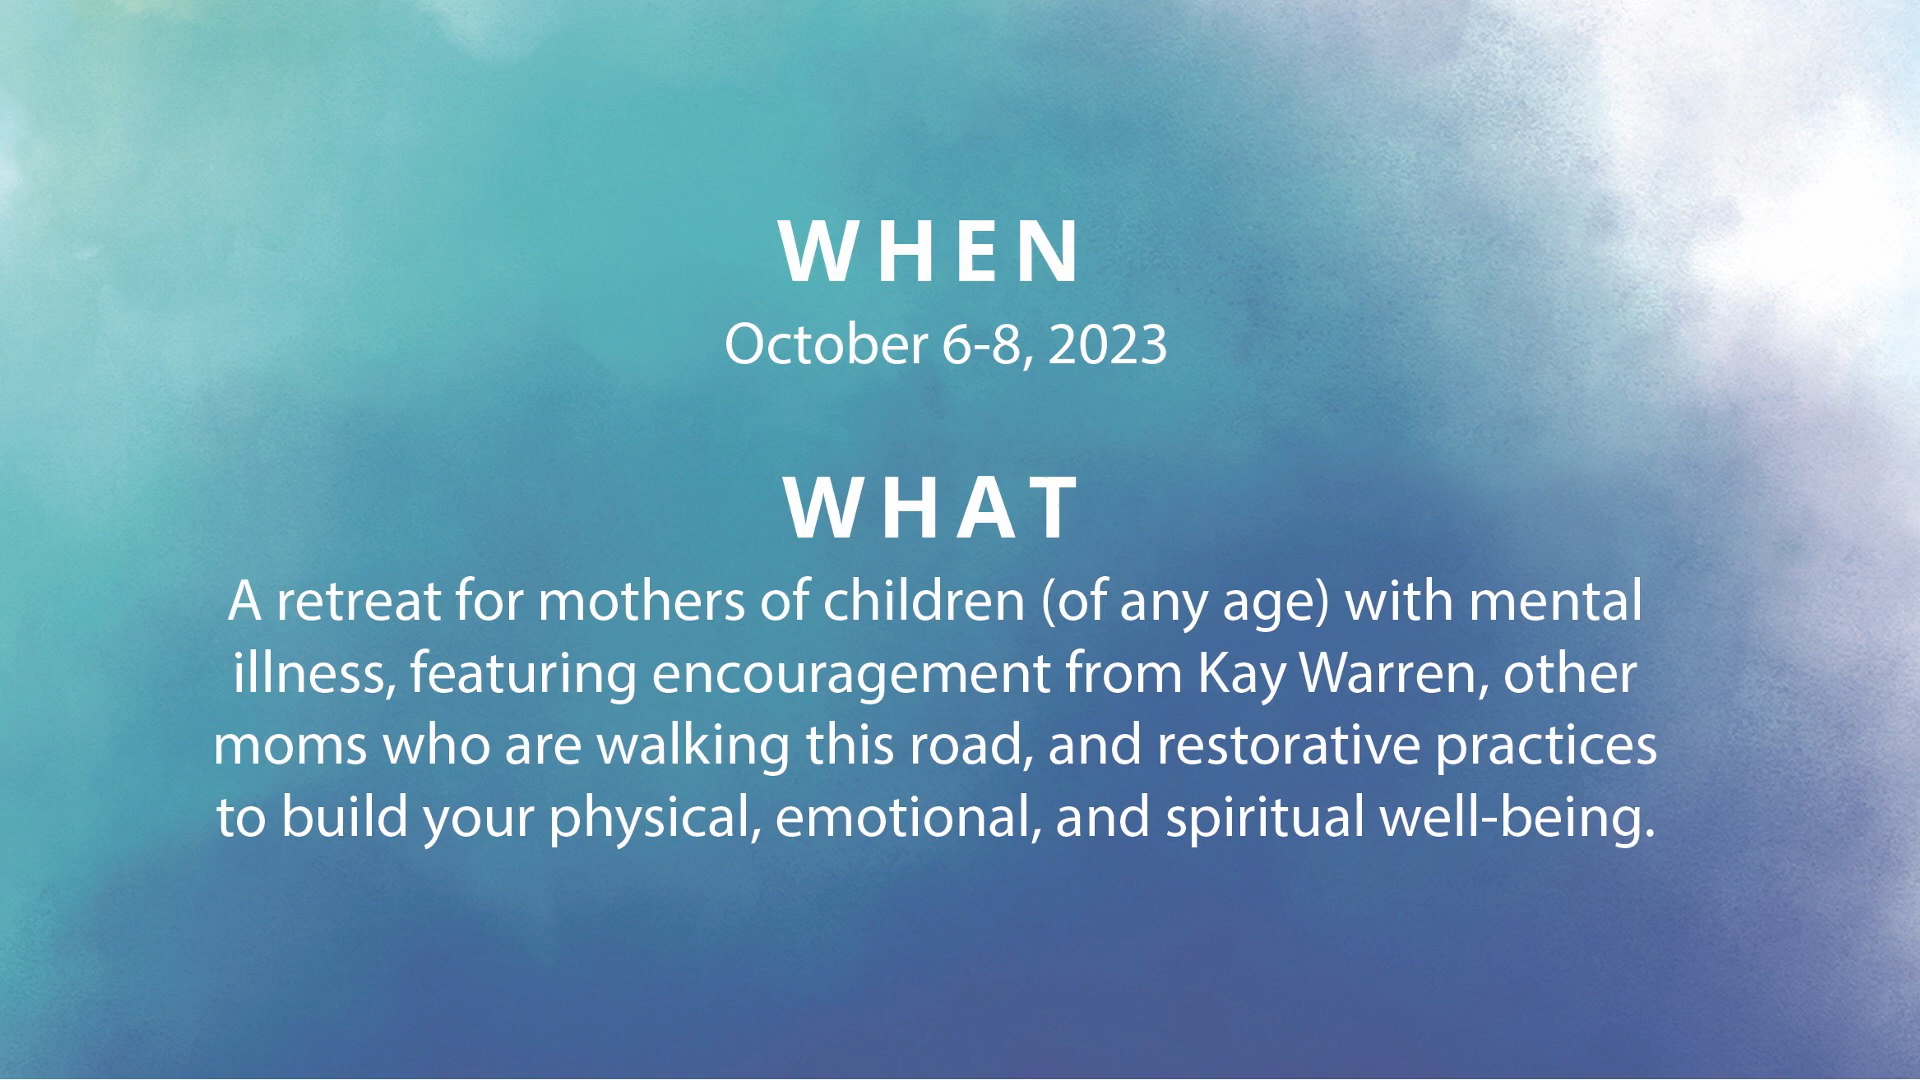 WHEN
October 6-8, 2023
WHAT
A retreat for mothers of children (of any age) with mental
illness, featuring encouragement from Kay Warren, other
moms who are walking this road, and restorative practices
to build your physical, emotional, and spiritual well-being.